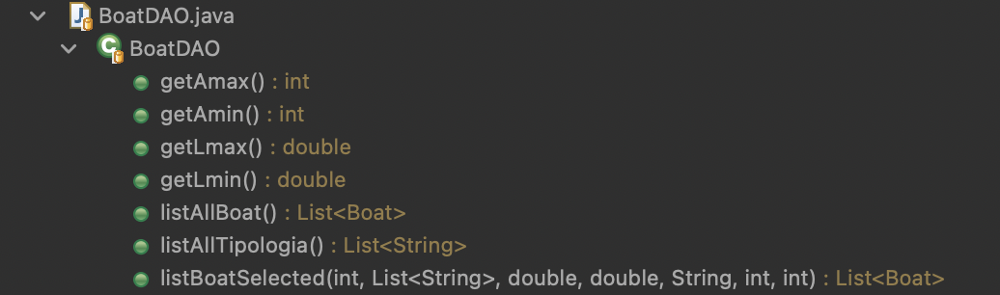 BoatDAO.java
BoatDAO
getAmax() : int
getAmin() : int
getLmax() : double
getLmin() : double
listAllBoat() : List<Boat>
listAllTipologia() : List<String>
listBoatSelected(int, List<String>, double, double, String, int, int) : List<Boat>